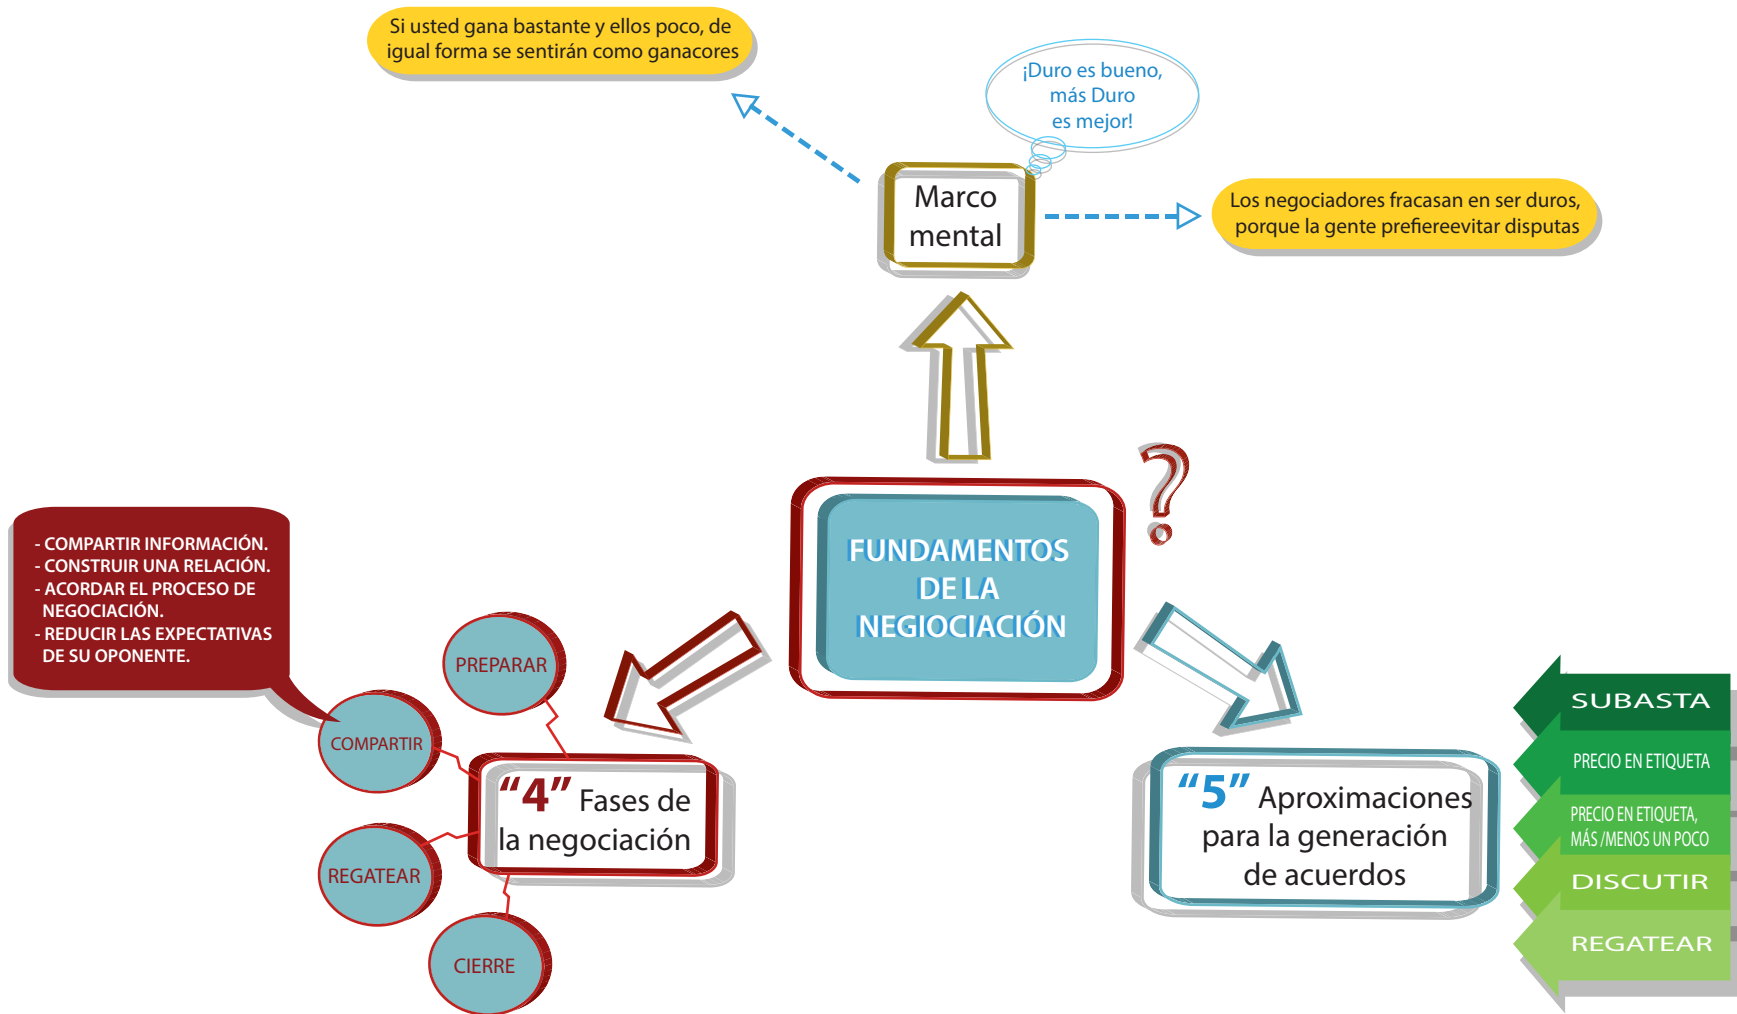 Si usted gana bastante y ellos poco, de
igual forma se sentirán como ganacores
¡Duro es bueno,
más Duro
es mejor!
Marco
mental
Los negociadores fracasan en ser duros,
porque la gente prefiereevitar disputas
?
FUNDAMENTOS
DE LA
NEGIOCIACIÓN
- COMPARTIR INFORMACIÓN.
- CONSTRUIR UNA RELACIÓN.
- ACORDAR EL PROCESO DE
NEGOCIACIÓN.
- REDUCIR LAS EXPECTATIVAS
DE SU OPONENTE.
PREPARAR
COMPARTIR
REGATEAR
CIERRE
“4” Fases de
la negociación
“5” Aproximaciones
para la generación
de acuerdos
SUBASTA
PRECIO EN ETIQUETA
PRECIO EN ETIQUETA,
MÁS /MENOS UN POCO
DISCUTIR
REGATEAR